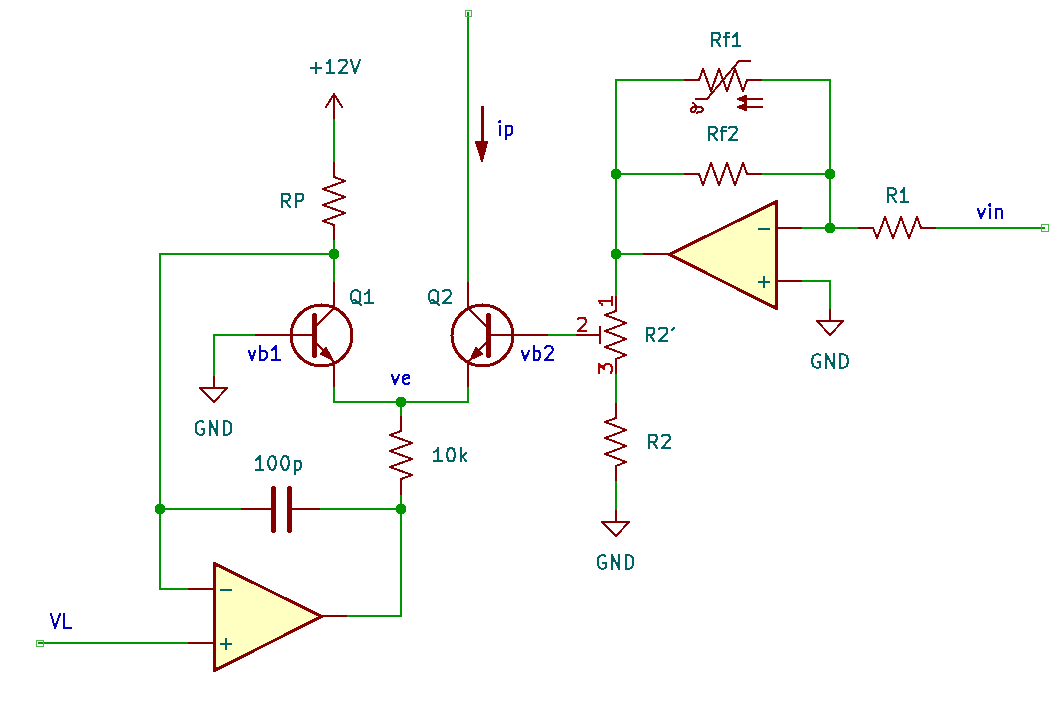 Rf1
+12V
ip
Rf2
RP
R1
vin
−
+
Q1
Q2
1
2
3
R2′
vb1
vb2
GND
ve
GND
10k
100p
R2
GND
VL
−
+